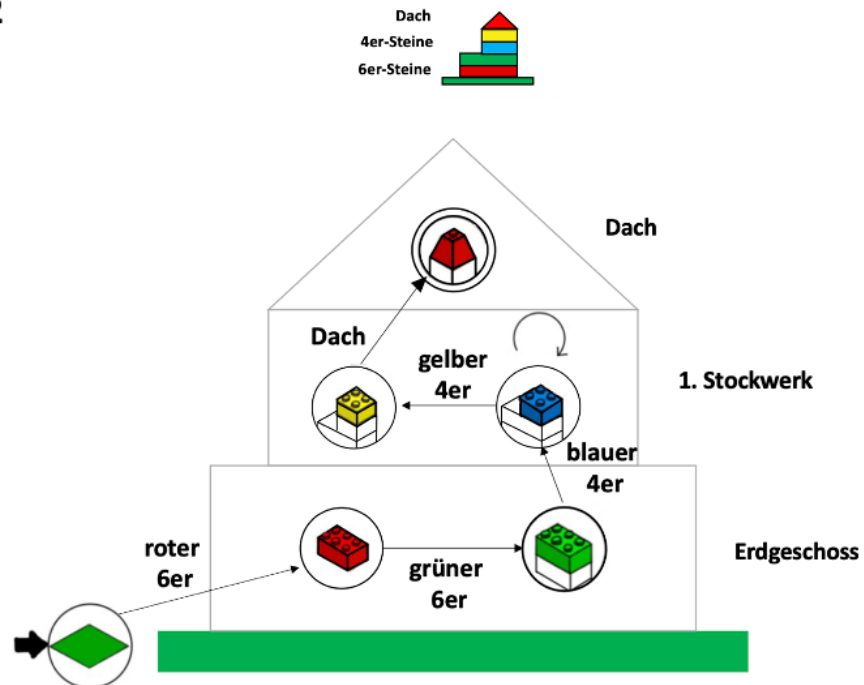 Dach
4er-Steine
6er-Steine
Dach
Dach
gelber
4er
1. Stockwerk
blauer
4er
roter
6er
grüner
6er
Erdgeschoss